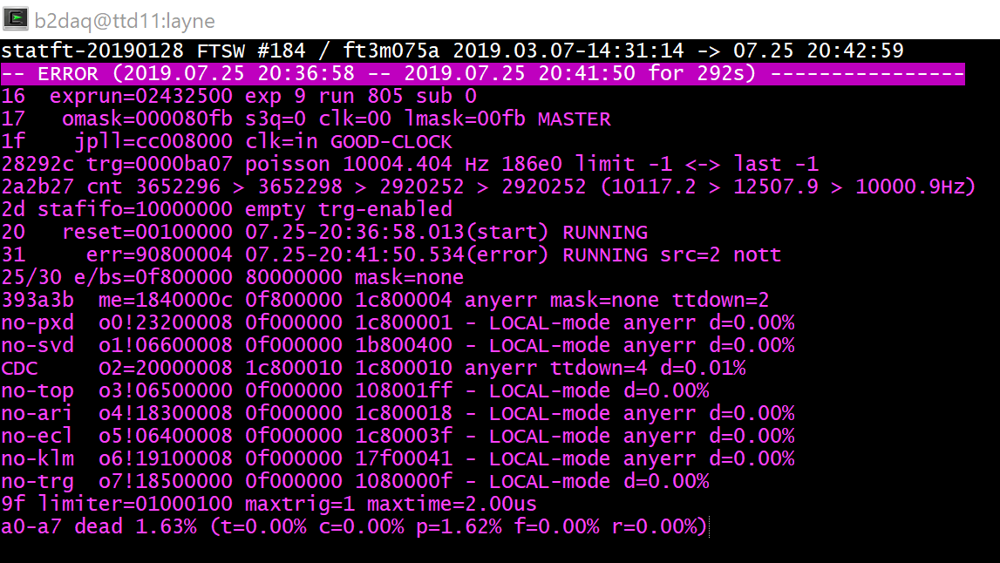 b2daq@ttd11:layne
statft-20190128 FTSW #184 / ft3m075a 2019.03.07-14:31:14 -> 07.25 20:42:59
-- ERROR (2019.07.25 20:36:58 -- 2019.07.25 20:41:50 for 292s) ----------------
16  exprun=02432500 exp 9 run 805 sub 0
17   omask=000080fb s3q=0 clk=00 lmask=00fb MASTER
1f    jpll=cc008000 clk=in GOOD-CLOCK
28292c trg=0000ba07 poisson 10004.404 Hz 186e0 limit -1 <-> last -1
2a2b27 cnt 3652296 > 3652298 > 2920252 > 2920252 (10117.2 > 12507.9 > 10000.9Hz)
2d stafifo=10000000 empty trg-enabled
20   reset=00100000 07.25-20:36:58.013(start) RUNNING
31     err=90800004 07.25-20:41:50.534(error) RUNNING src=2 nott
25/30 e/bs=0f800000 80000000 mask=none
393a3b  me=1840000c 0f800000 1c800004 anyerr mask=none ttdown=2
no-pxd  o0!23200008 0f000000 1c800001 - LOCAL-mode anyerr d=0.00%
no-svd  o1!06600008 0f000000 1b800400 - LOCAL-mode anyerr d=0.00%
CDC     O2=20000008 1c800010 1c800010 anyerr ttdown=4 d=0.01%
no-top  o3!06500008 0f000000 108001ff - LOCAL-mode d=0.00%
no-ari  o4!18300008 0f000000 1c800018 - LOCAL-mode anyerr d=0.00%
no-ecl  o5!06400008 0f000000 1c80003f - LOCAL-mode anyerr d=0.00%
no-klm  o6!19100008 0f000000 17f00041 - LOCAL-mode anyerr d=0.00%
no-trg  o7!18500008 0f000000 1080000f - LOCAL-mode d=0.00%
9f limiter=01000100 maxtrig=1 maxtime=2.00us
a0-a7 dead 1.63% (t=0.00% c=0.00% p=1.62% f=0.00% r=0.00%)